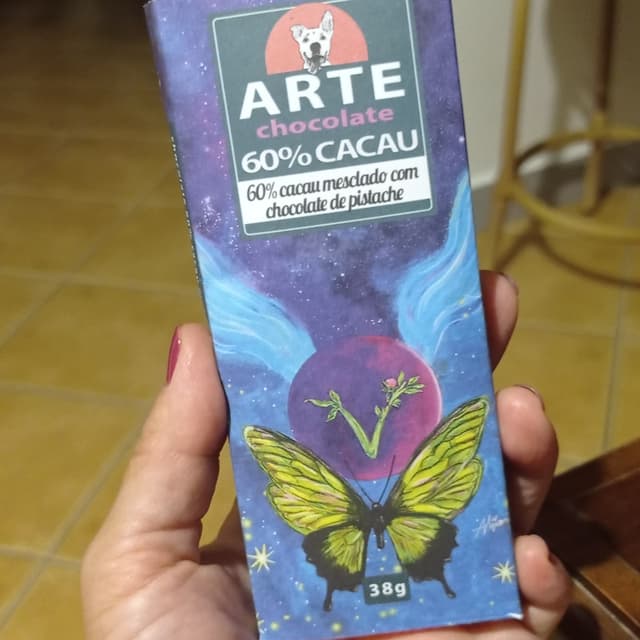 ARTE
chocolate
60% CACAU
60% cacau mesclado com
chocolate de pistache
V
38g